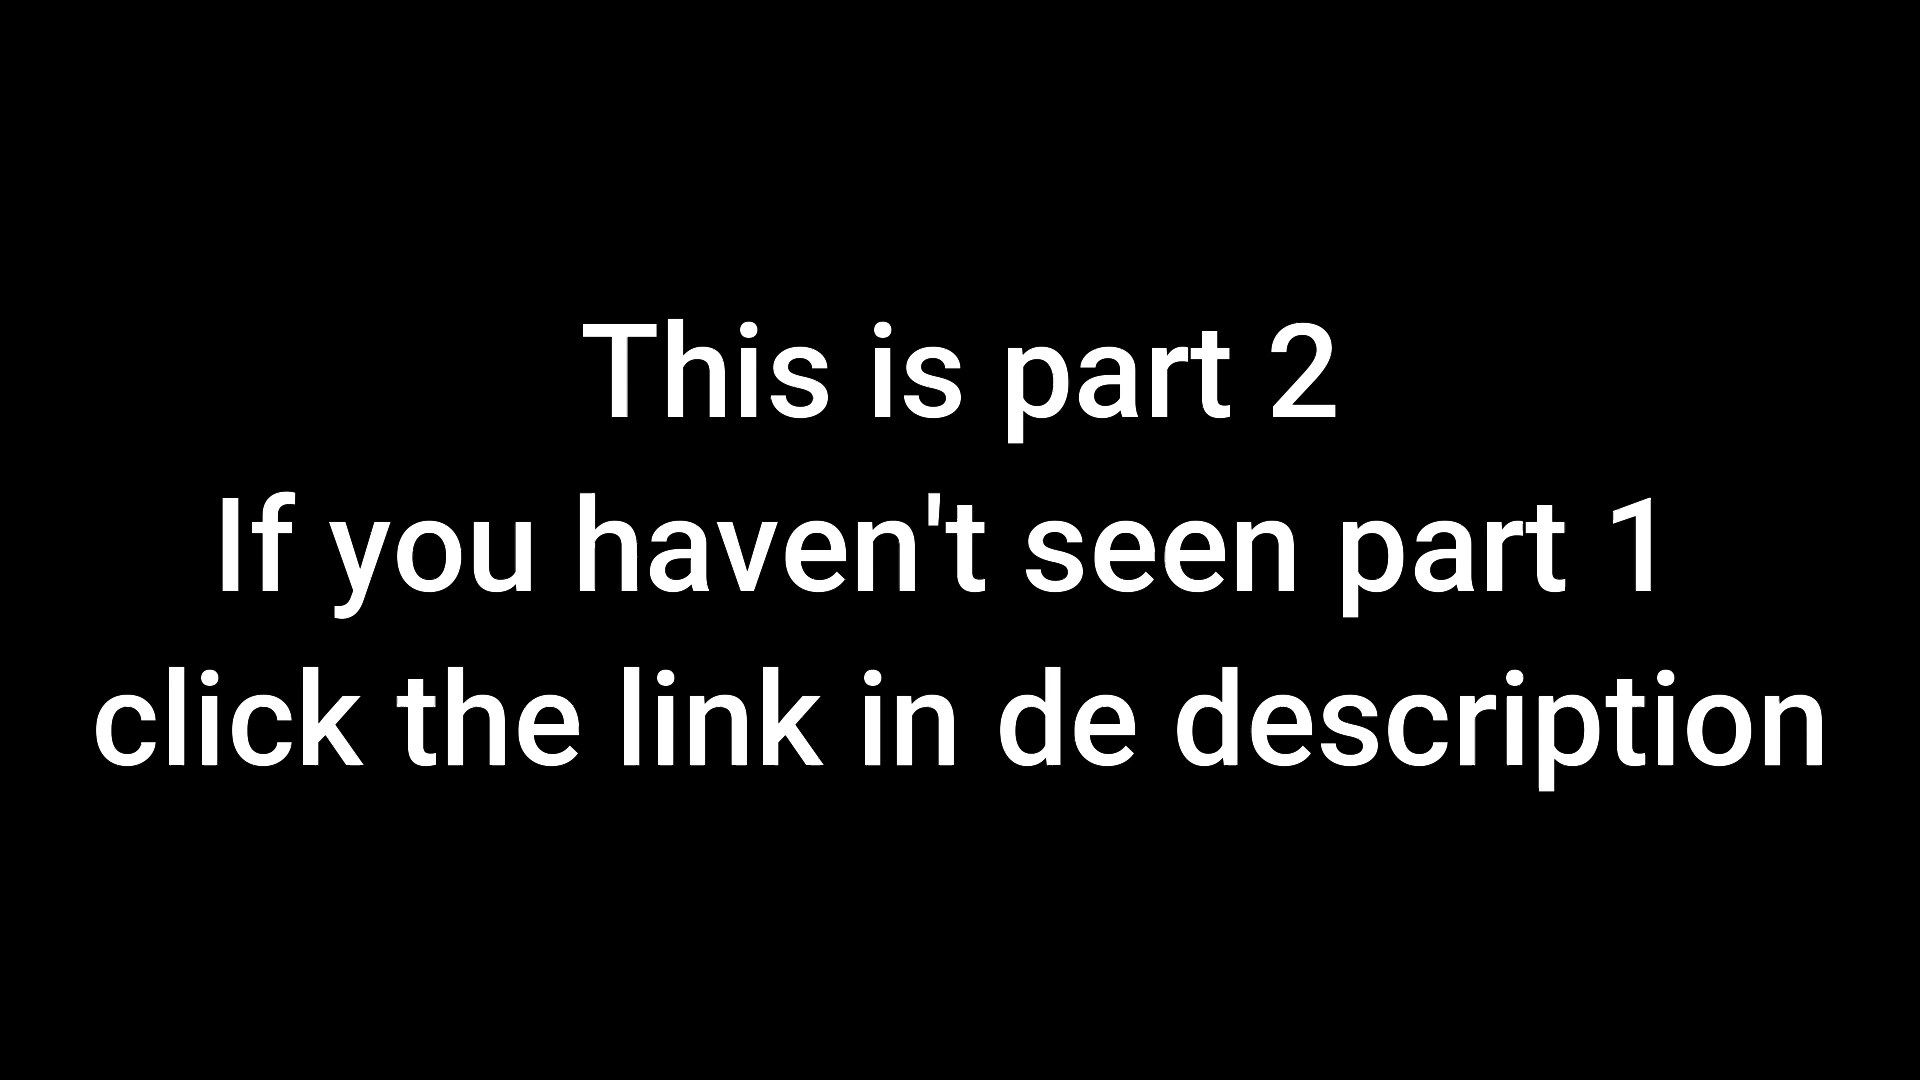 This is part 2
If you haven't seen part 1
click the link in de description